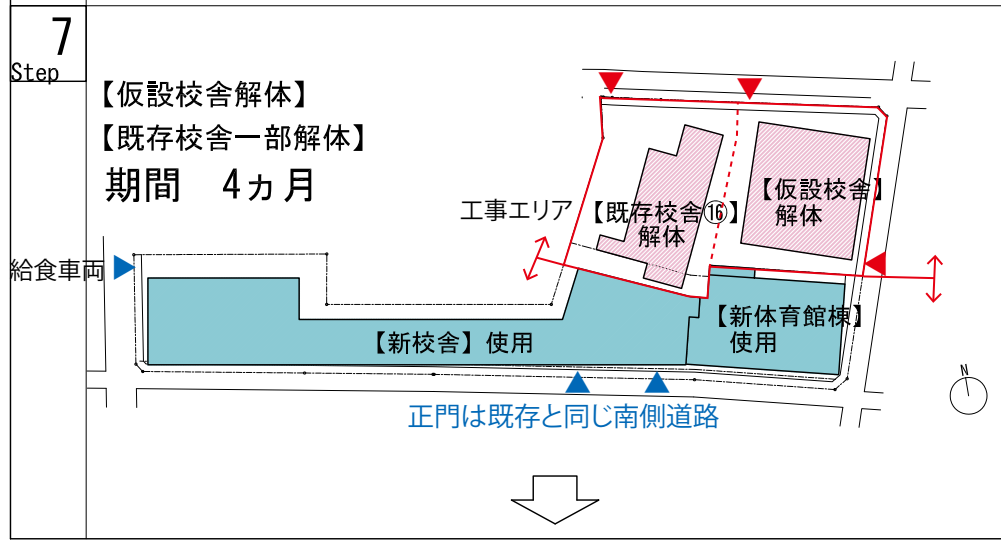 7
Step
【仮設校舎解体】
【既存校舎一部解体】
期間　4ヵ月
工事エリア
【既存校舎⑯】
解体
【仮設校舎】
解体
給食車両
【新校舎】使用
【新体育館棟】
使用
正門は既存と同じ南側道路
N